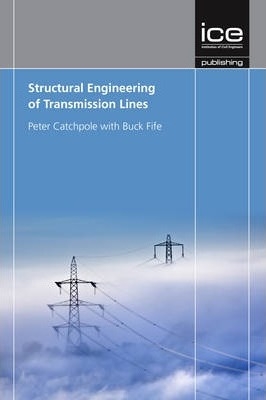 ice
Institution of Civil Engineers
publishing
Structural Engineering
of Transmission Lines
Peter Catchpole with Buck Fife